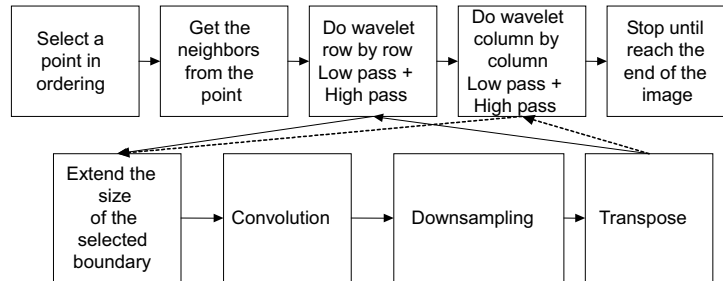 Select a
point in
ordering
Get the
neighbors
from the
point
Do wavelet
row by row
Low pass +
High pass
Do wavelet
column by
column
Low pass +
High pass
Stop until
reach the
end of the
image
Extend the
size
of the
selected
boundary
Convolution
Downsampling
Transpose